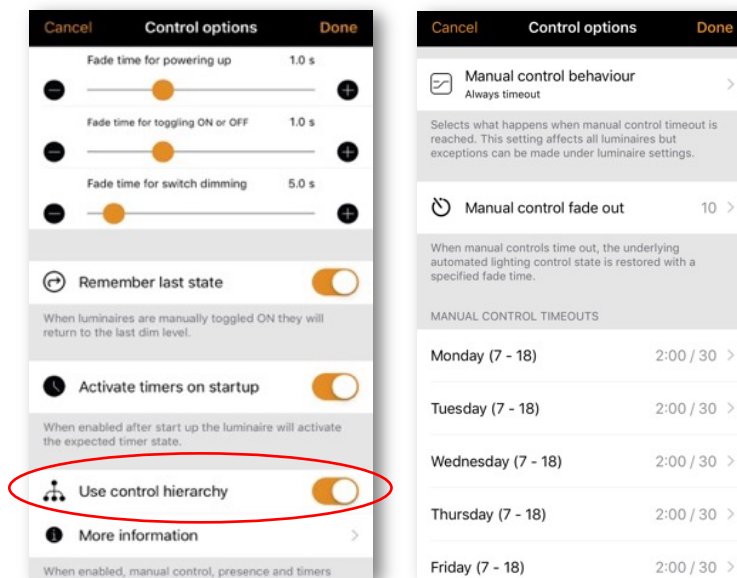 Cancel Control options Done
Fade time for powering up 1.0 s
Fade time for toggling ON or OFF 1.0 s
Fade time for switch dimming 5.0 s
Remember last state
When luminaires are manually toggled ON they will
return to the last dim level.
Activate timers on startup
When enabled after start up the luminaire will activate
the expected timer state.
Use control hierarchy
More information
When enabled, manual control, presence and timers
Cancel Control options Done
Manual control behaviour
Always timeout
Selects what happens when manual control timeout is
reached. This setting affects all luminaires but
exceptions can be made under luminaire settings.
Manual control fade out 10
When manual controls time out, the underlying
automated lighting control state is restored with a
specified fade time.
MANUAL CONTROL TIMEOUTS
Monday (7 - 18) 2:00 / 30
Tuesday (7 - 18) 2:00 / 30
Wednesday (7 - 18) 2:00 / 30
Thursday (7 - 18) 2:00 / 30
Friday (7 - 18) 2:00 / 30